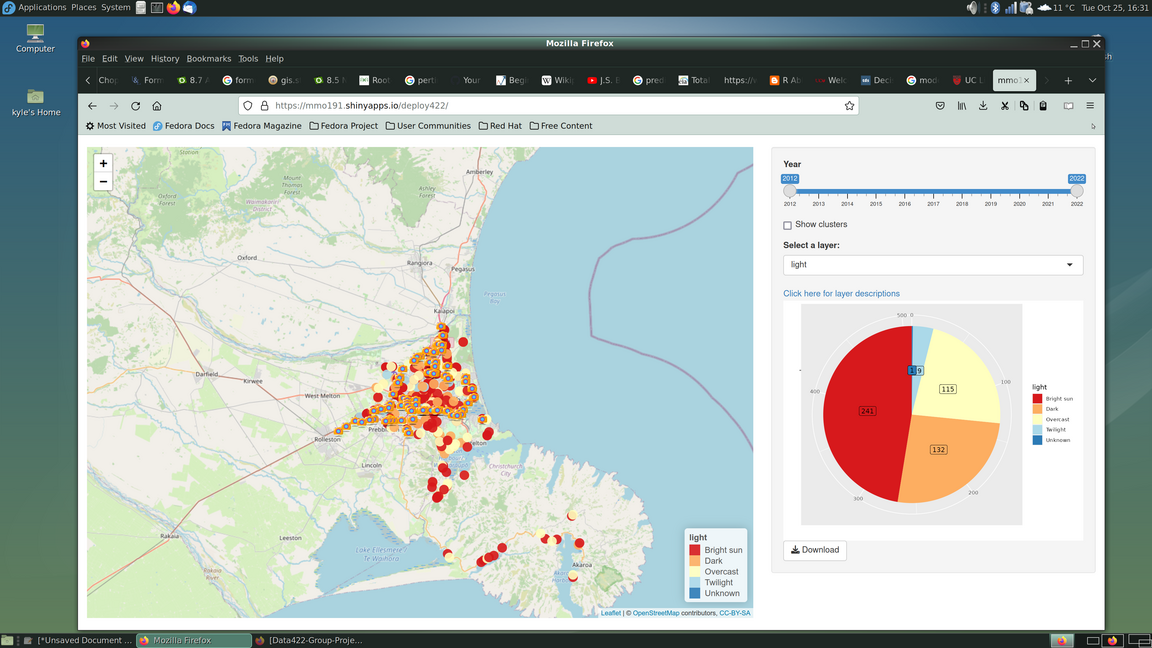 Applications Places System
11 °C Tue Oct 25, 16:31
Computer
kyle's Home
Mozilla Firefox
File Edit View History Bookmarks Tools Help
Chop Form 8.7 form gis.s 8.5 Root perti Your Begi Wiki J.S. pred Total https:/ R Ab Welc Deci mod UC L mmo1
https://mmo191.shinyapps.io/deploy422/
Most Visited Fedora Docs Fedora Magazine Fedora Project User Communities Red Hat Free Content
+
−
Station
Oxford Forest
Mount Thomas Forest
Waimakariri District
Ashley Forest
Amberley
Oxford
Rangiora
Pegasus
Pegasus Bay
Kaiapoi
Darfield
Kirwee
West Melton
Rolleston
Prebb
Lincoln
Christchurch City
Leeston
Rakaia
Rakaia River
Lake Ellesmere
Te Waihora
Akaroa
light
Bright sun
Dark
Overcast
Twilight
Unknown
Leaflet | © OpenStreetMap contributors, CC-BY-SA
Year
2012 2022
2012 2013 2014 2015 2016 2017 2018 2019 2020 2021 2022
Show clusters
Select a layer:
light
Click here for layer descriptions
500 0
100
200
300
400
1 9
115
132
241
light
Bright sun
Dark
Overcast
Twilight
Unknown
Download
[*Unsaved Document ... Mozilla Firefox [Data422-Group-Proje...